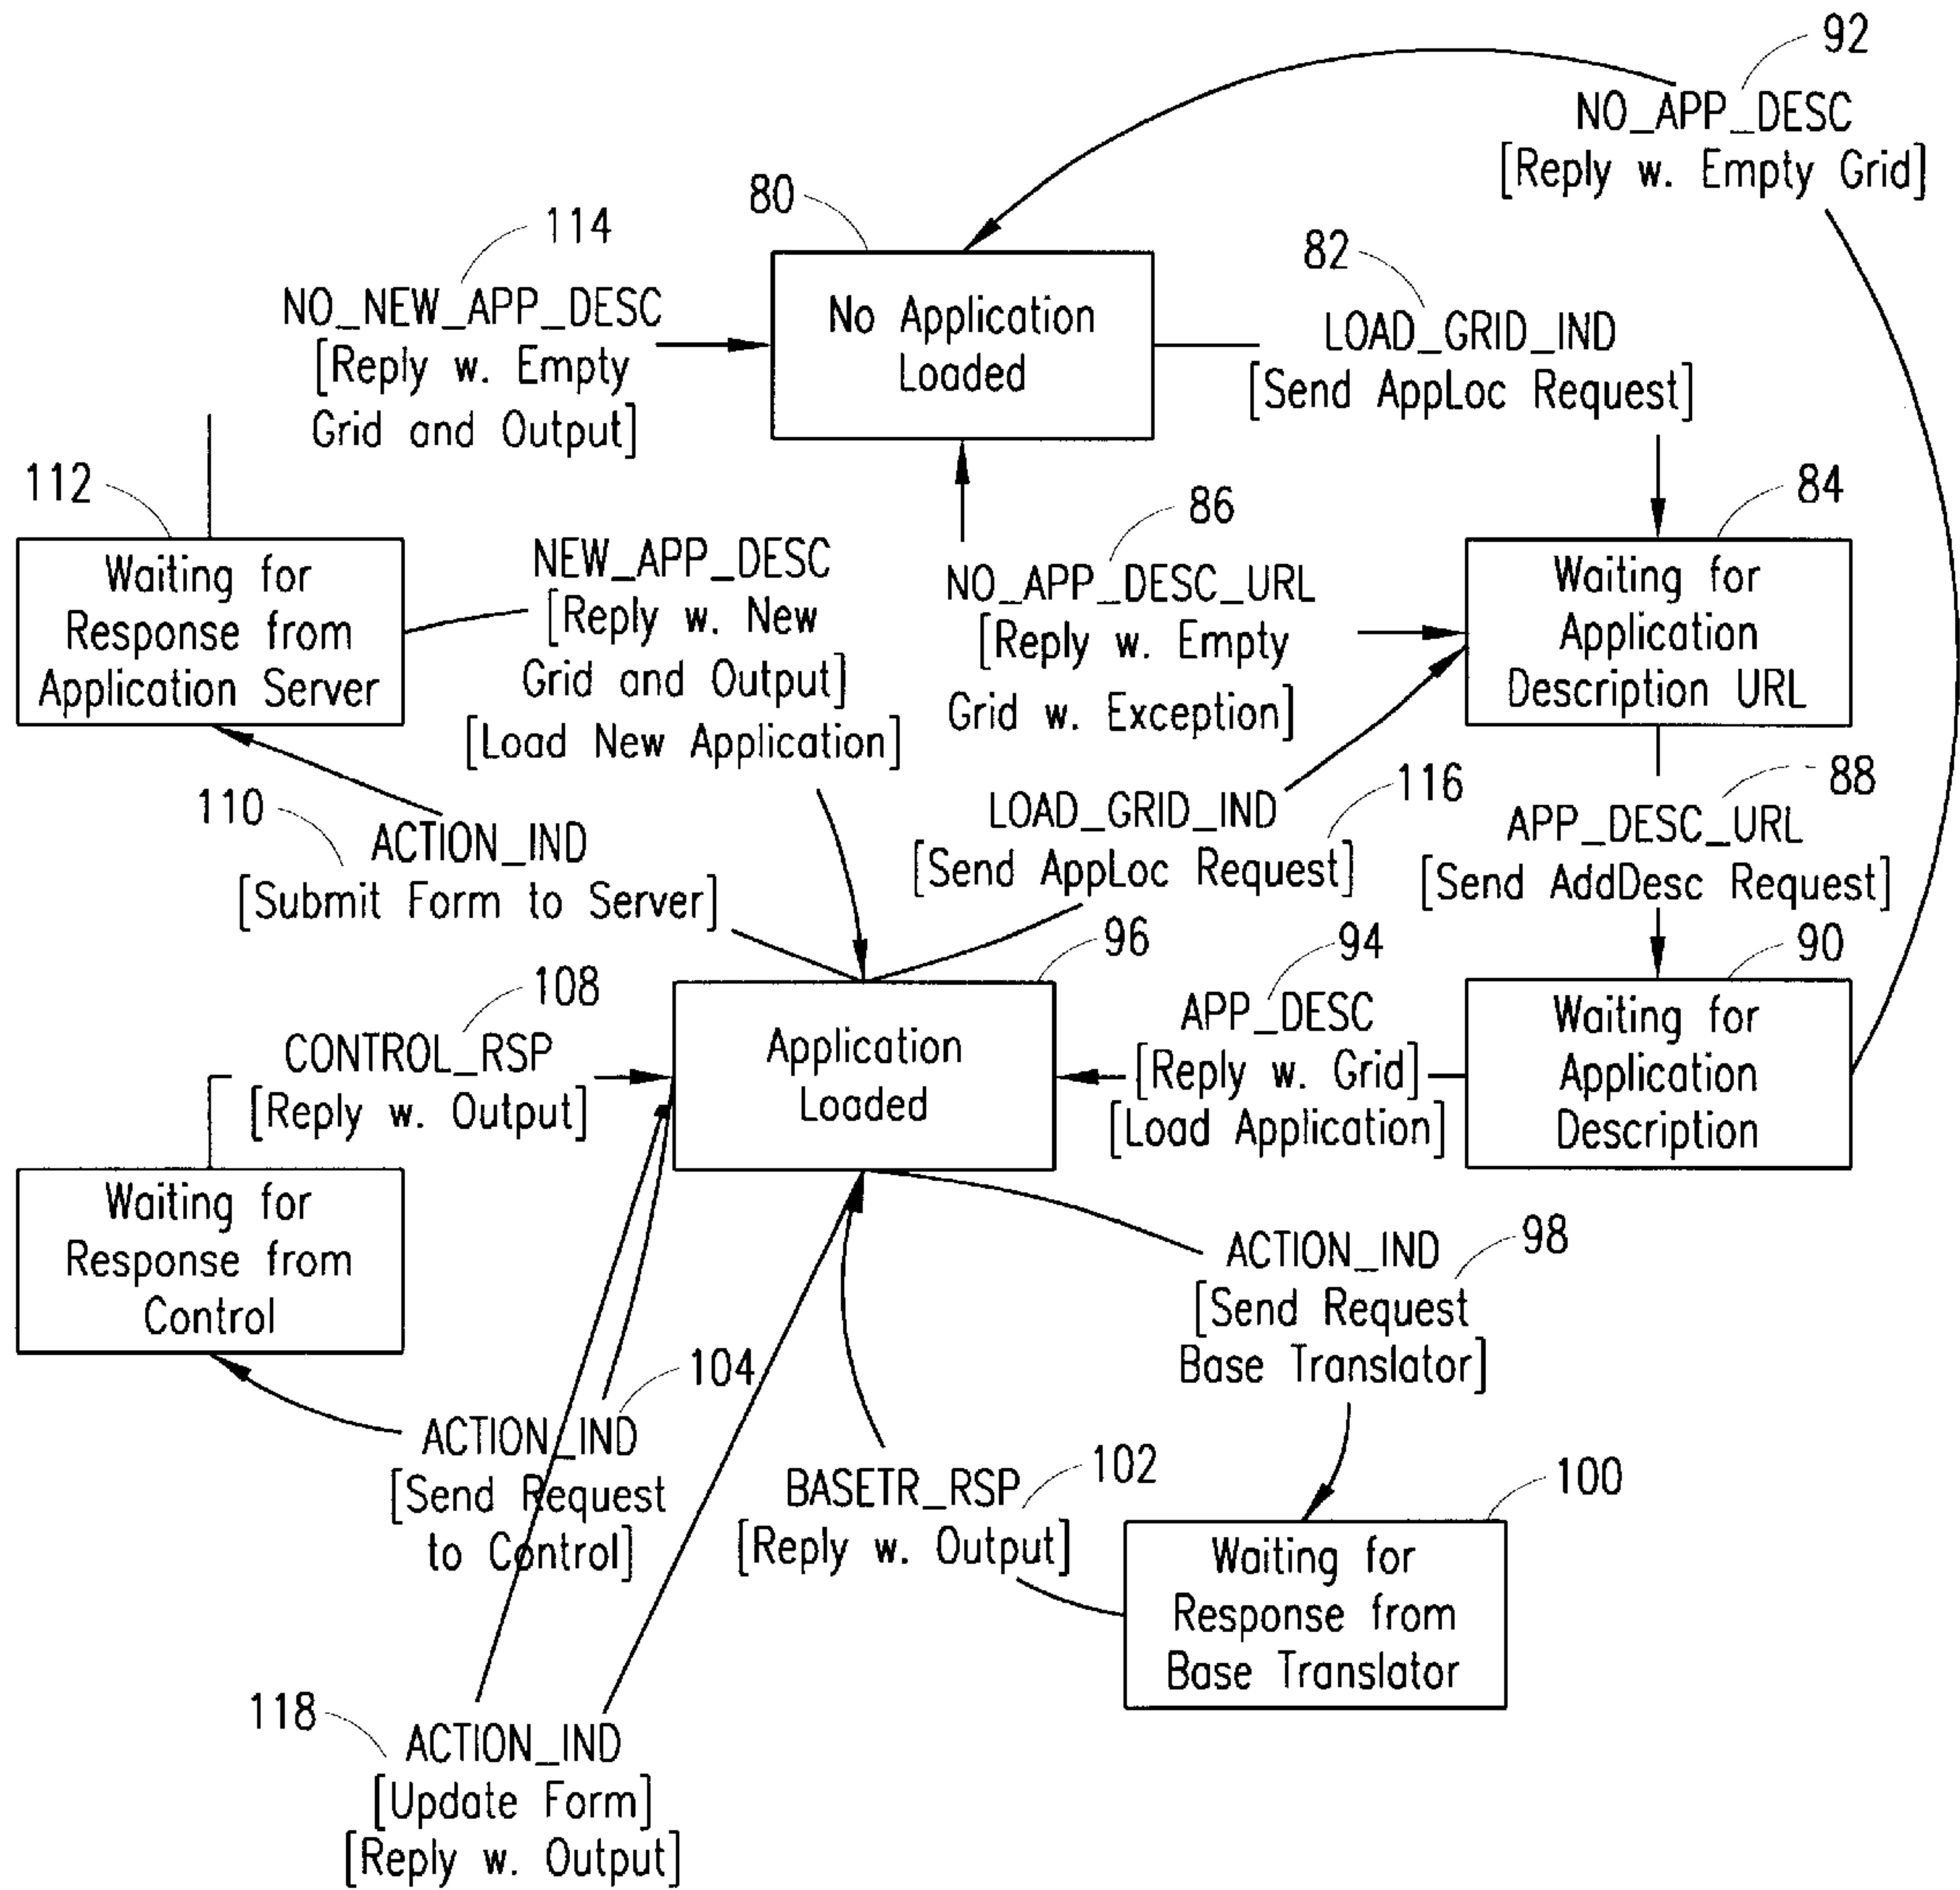 92
NO_APP_DESC
[Reply w. Empty Grid]
80
114
82
NO_NEW_APP_DESC
[Reply w. Empty
Grid and Output]
No Application
Loaded
LOAD_GRID_IND
[Send AppLoc Request]
112
86
84
Waiting for
Response from
Application Server
NEW_APP_DESC
[Reply w. New
Grid and Output]
[Load New Application]
NO_APP_DESC_URL
[Reply w. Empty
Grid w. Exception]
Waiting for
Application
Description URL
110
ACTION_IND
[Submit Form to Server]
116
LOAD_GRID_IND
[Send AppLoc Request]
88
APP_DESC_URL
[Send AddDesc Request]
96
94
90
108
CONTROL_RSP
[Reply w. Output]
Application
Loaded
APP_DESC
[Reply w. Grid]
[Load Application]
Waiting for
Application
Description
Waiting for
Response from
Control
98
ACTION_IND
[Send Request
Base Translator]
104
ACTION_IND
[Send Request
to Control]
102
BASETR_RSP
[Reply w. Output]
100
Waiting for
Response from
Base Translator
118
ACTION_IND
[Update Form]
[Reply w. Output]